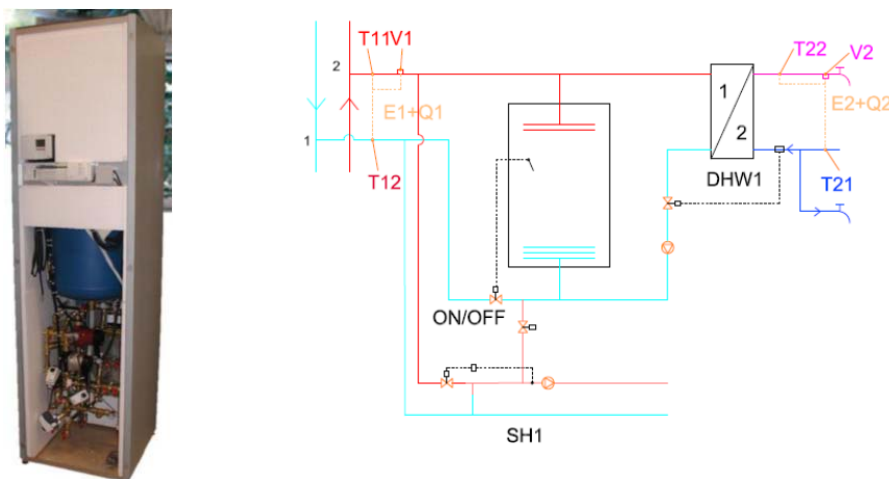 T11V1
2
E1+Q1
1
T12
T22
V2
1
E2+Q2
2
DHW1
T21
ON/OFF
SH1